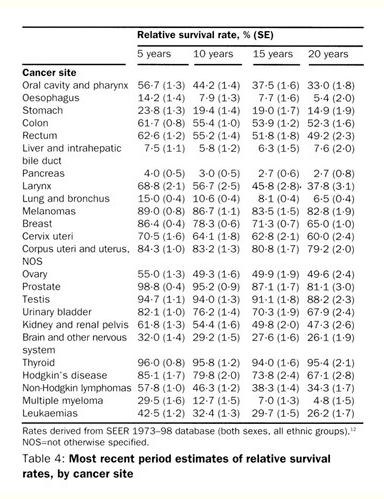 Relative survival rate, % (SE)
5 years 10 years 15 years 20 years
Cancer site
Oral cavity and pharynx 56·7 (1·3) 44·2 (1·4) 37·5 (1·6) 33·0 (1·8)
Oesophagus 14·2 (1·4) 7·9 (1·3) 7·7 (1·6) 5·4 (2·0)
Stomach 23·8 (1·3) 19·4 (1·4) 19·0 (1·7) 14·9 (1·9)
Colon 61·7 (0·8) 55·4 (1·0) 53·9 (1·2) 52·3 (1·6)
Rectum 62·6 (1·2) 55·2 (1·4) 51·8 (1·8) 49·2 (2·3)
Liver and intrahepatic 7·5 (1·1) 5·8 (1·2) 6·3 (1·5) 7·6 (2·0)
bile duct
Pancreas 4·0 (0·5) 3·0 (0·5) 2·7 (0·6) 2·7 (0·8)
Larynx 68·8 (2·1) 56·7 (2·5) 45·8 (2·8) 37·8 (3·1)
Lung and bronchus 15·0 (0·4) 10·6 (0·4) 8·1 (0·4) 6·5 (0·4)
Melanomas 89·0 (0·8) 86·7 (1·1) 83·5 (1·5) 82·8 (1·9)
Breast 86·4 (0·4) 78·3 (0·6) 71·3 (0·7) 65·0 (1·0)
Cervix uteri 70·5 (1·6) 64·1 (1·8) 62·8 (2·1) 60·0 (2·4)
Corpus uteri and uterus, 84·3 (1·0) 83·2 (1·3) 80·8 (1·7) 79·2 (2·0)
NOS
Ovary 55·0 (1·3) 49·3 (1·6) 49·9 (1·9) 49·6 (2·4)
Prostate 98·8 (0·4) 95·2 (0·9) 87·1 (1·7) 81·1 (3·0)
Testis 94·7 (1·1) 94·0 (1·3) 91·1 (1·8) 88·2 (2·3)
Urinary bladder 82·1 (1·0) 76·2 (1·4) 70·3 (1·9) 67·9 (2·4)
Kidney and renal pelvis 61·8 (1·3) 54·4 (1·6) 49·8 (2·0) 47·3 (2·6)
Brain and other nervous 32·0 (1·4) 29·2 (1·5) 27·6 (1·6) 26·1 (1·9)
system
Thyroid 96·0 (0·8) 95·8 (1·2) 94·0 (1·6) 95·4 (2·1)
Hodgkin's disease 85·1 (1·7) 79·8 (2·0) 73·8 (2·4) 67·1 (2·8)
Non-Hodgkin lymphomas 57·8 (1·0) 46·3 (1·2) 38·3 (1·4) 34·3 (1·7)
Multiple myeloma 29·5 (1·6) 12·7 (1·5) 7·0 (1·3) 4·8 (1·5)
Leukaemias 42·5 (1·2) 32·4 (1·3) 29·7 (1·5) 26·2 (1·7)
Rates derived from SEER 1973–98 database (both sexes, all ethnic groups).¹²
NOS=not otherwise specified.
Table 4: Most recent period estimates of relative survival
rates, by cancer site